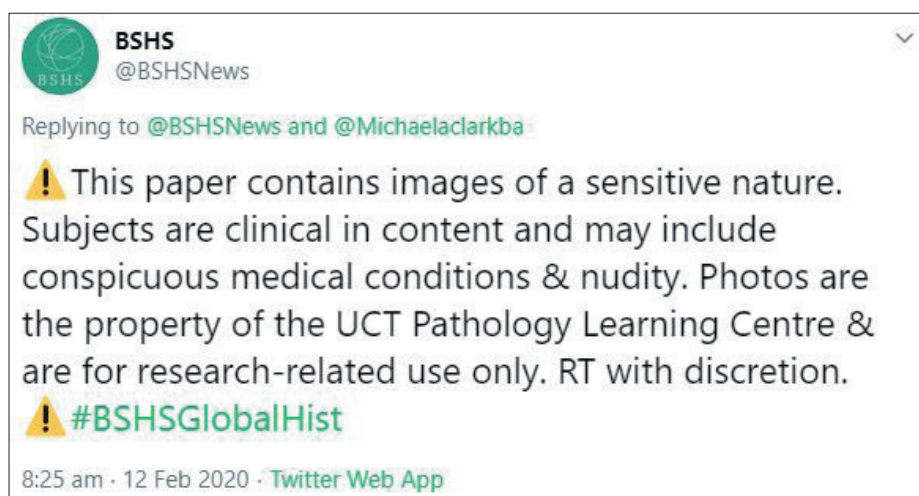 BSHS
@BSHSNews
BSHS
Replying to @BSHSNews and @Michaelaclarkba
⚠️This paper contains images of a sensitive nature.
Subjects are clinical in content and may include
conspicuous medical conditions & nudity. Photos are
the property of the UCT Pathology Learning Centre &
are for research-related use only. RT with discretion.
⚠️#BSHSGlobalHist
8:25 am · 12 Feb 2020 · Twitter Web App